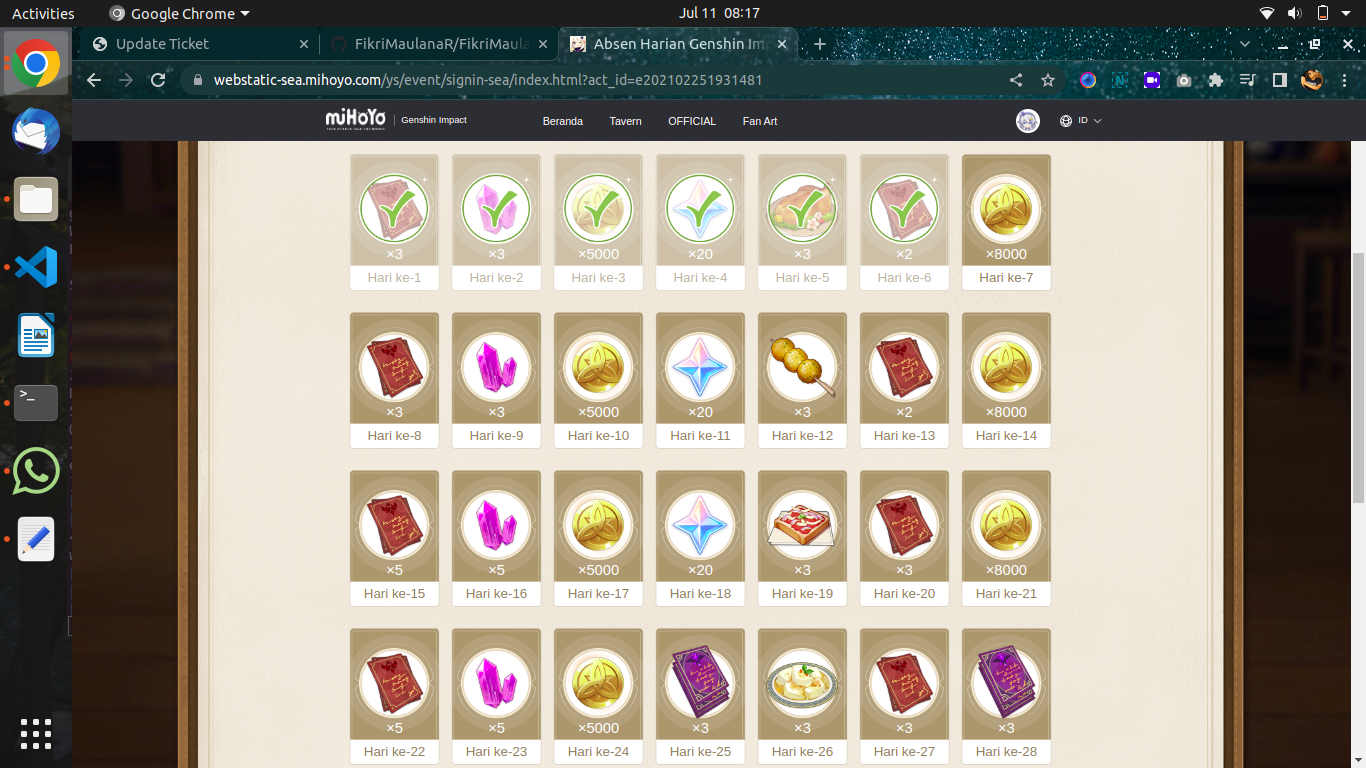 Activities
Google Chrome
Jul 11 08:17
Update Ticket
FikriMaulanaR/FikriMaula
Absen Harian Genshin Im
webstatic-sea.mihoyo.com/ys/event/signin-sea/index.html?act_id=e202102251931481
miHoYo
Genshin Impact
Beranda
Tavern
OFFICIAL
Fan Art
ID
×3 ×3 ×5000 ×20 ×3 ×2 ×8000
Hari ke-1 Hari ke-2 Hari ke-3 Hari ke-4 Hari ke-5 Hari ke-6 Hari ke-7
×3 ×3 ×5000 ×20 ×3 ×2 ×8000
Hari ke-8 Hari ke-9 Hari ke-10 Hari ke-11 Hari ke-12 Hari ke-13 Hari ke-14
×5 ×5 ×5000 ×20 ×3 ×3 ×8000
Hari ke-15 Hari ke-16 Hari ke-17 Hari ke-18 Hari ke-19 Hari ke-20 Hari ke-21
×5 ×5 ×5000 ×3 ×3 ×3 ×3
Hari ke-22 Hari ke-23 Hari ke-24 Hari ke-25 Hari ke-26 Hari ke-27 Hari ke-28